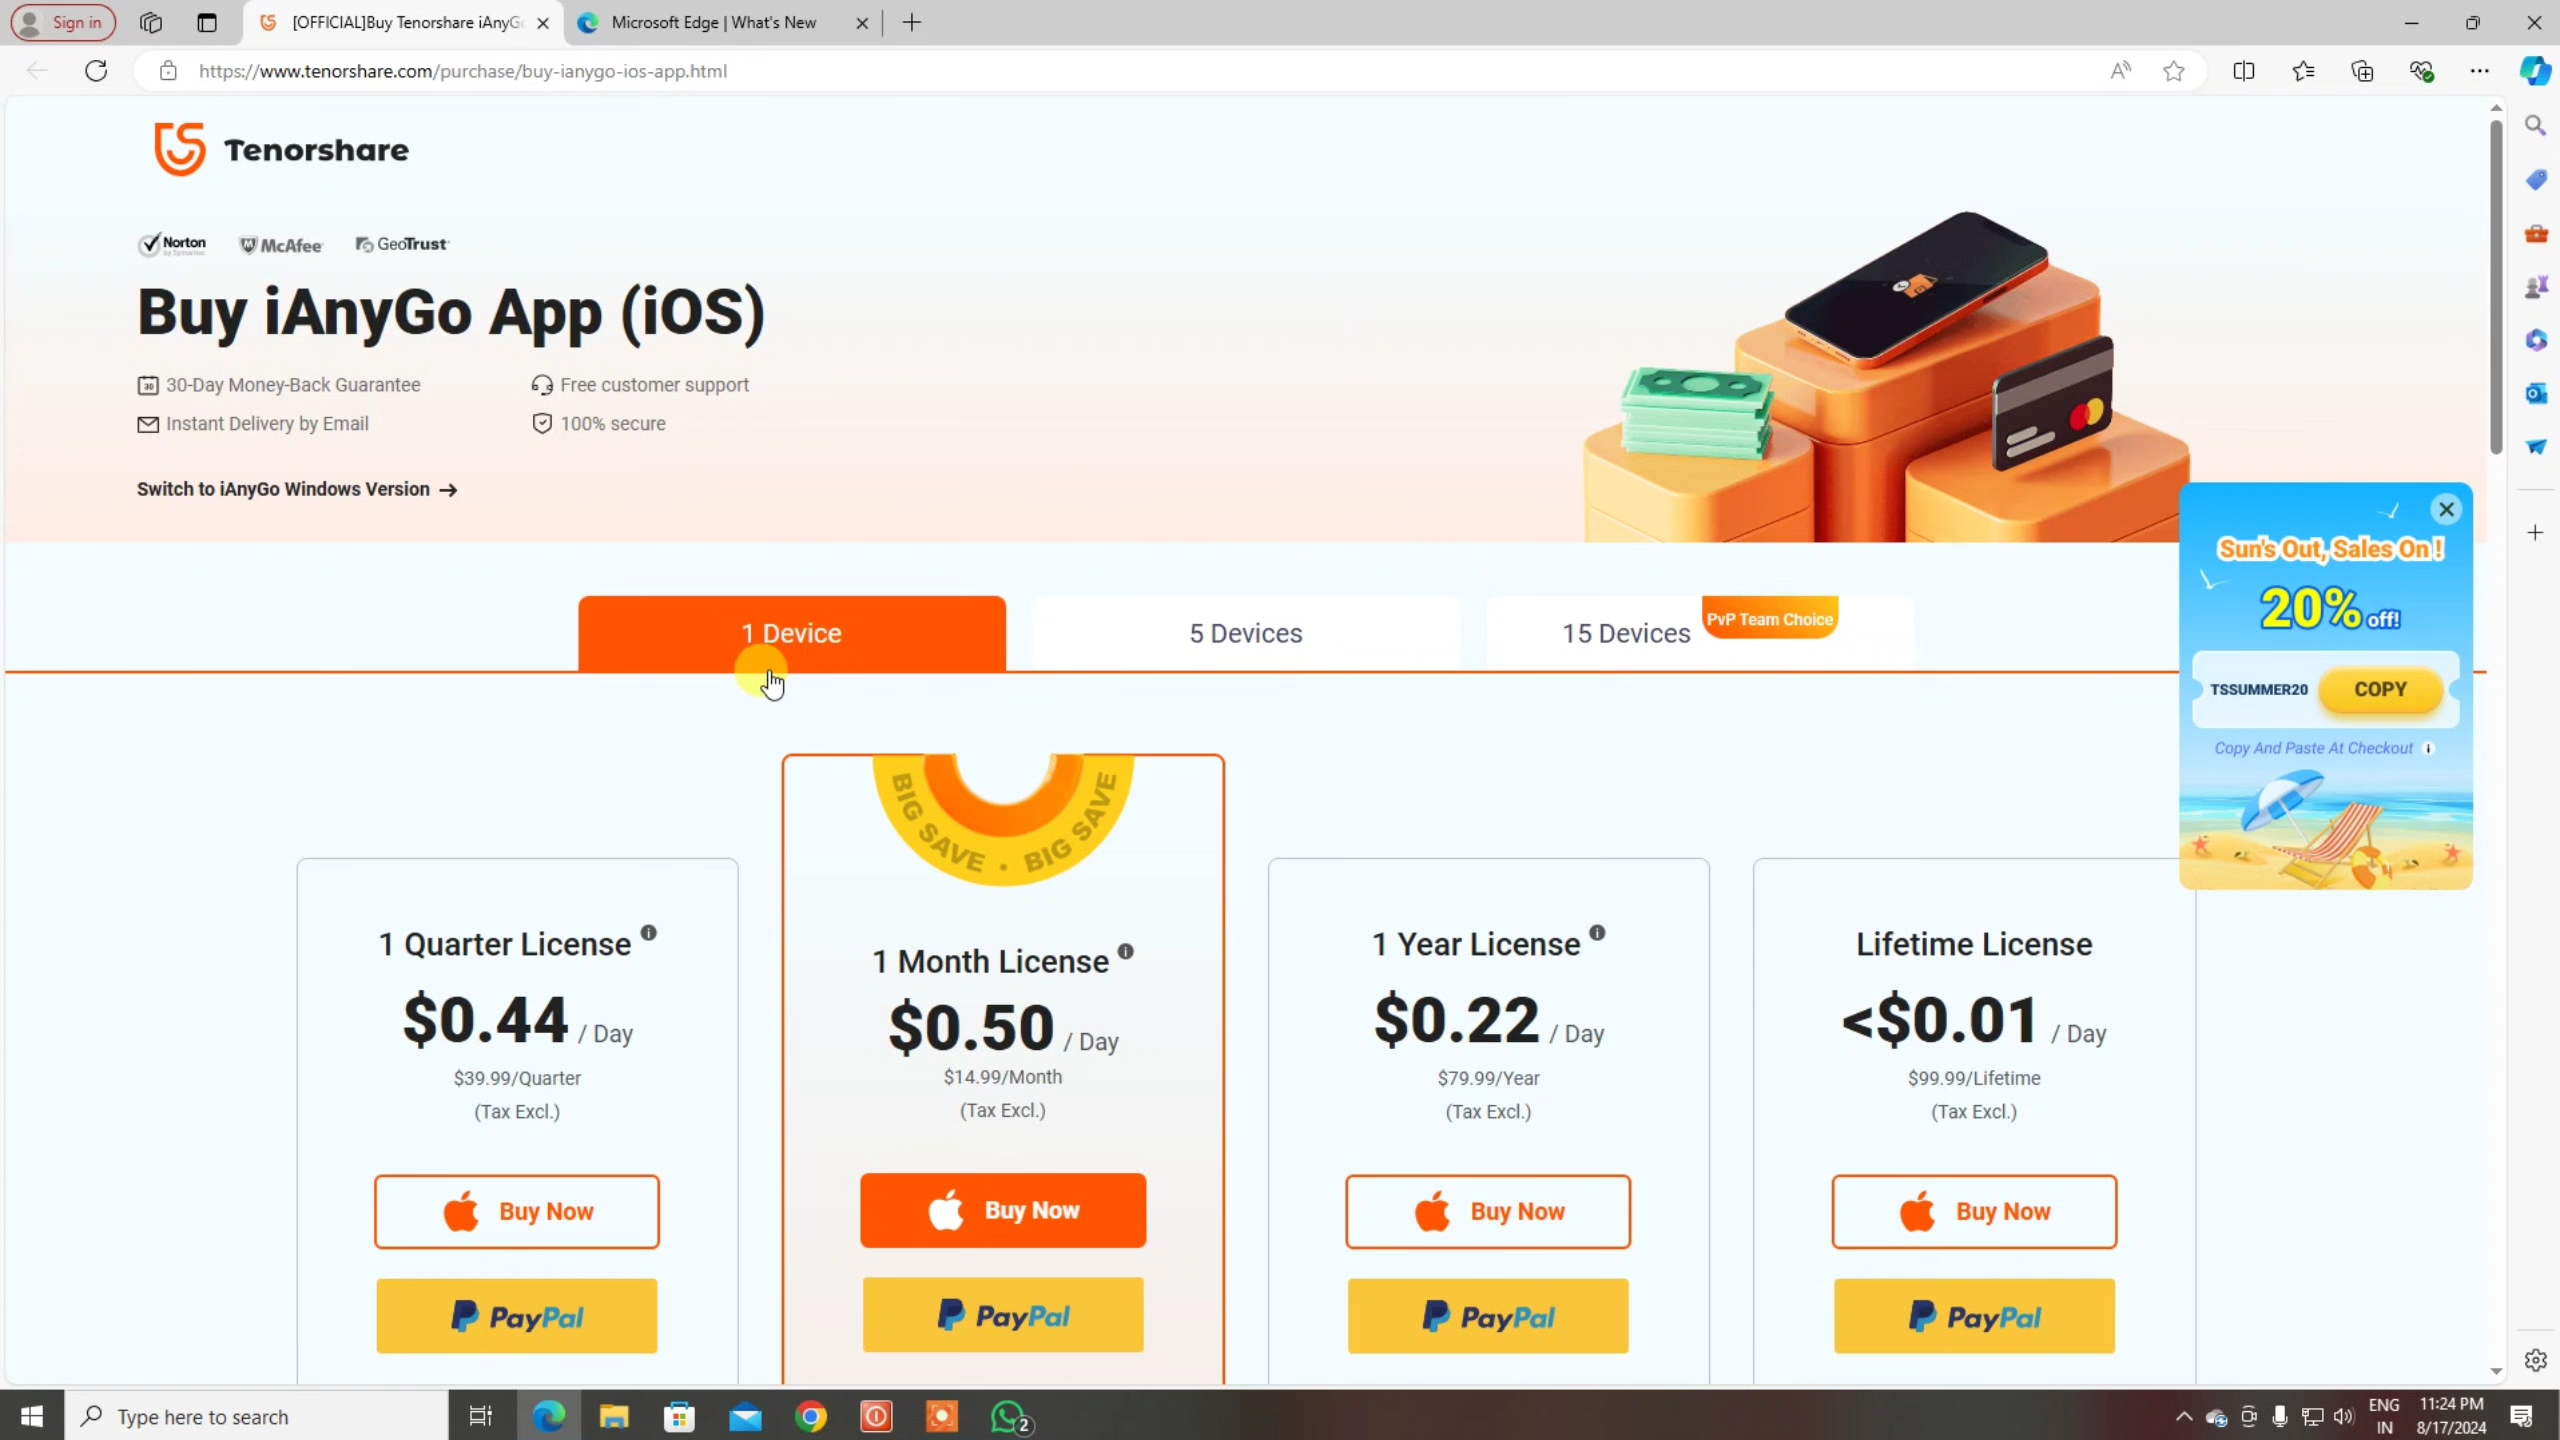 Sign in
[OFFICIAL]Buy Tenorshare iAnyGo
Microsoft Edge | What's New
https://www.tenorshare.com/purchase/buy-ianygo-ios-app.html
Tenorshare
Norton
McAfee
GeoTrust
Buy iAnyGo App (iOS)
30-Day Money-Back Guarantee
Free customer support
Instant Delivery by Email
100% secure
Switch to iAnyGo Windows Version →
Sun's Out, Sales On !
20% off!
TSSUMMER20
COPY
Copy And Paste At Checkout
1 Device
5 Devices
15 Devices
PvP Team Choice
BIG SAVE • BIG SAVE
1 Quarter License
$0.44 / Day
$39.99/Quarter
(Tax Excl.)
Buy Now
PayPal
1 Month License
$0.50 / Day
$14.99/Month
(Tax Excl.)
Buy Now
PayPal
1 Year License
$0.22 / Day
$79.99/Year
(Tax Excl.)
Buy Now
PayPal
Lifetime License
<$0.01 / Day
$99.99/Lifetime
(Tax Excl.)
Buy Now
PayPal
Type here to search
2
ENG
IN
11:24 PM
8/17/2024